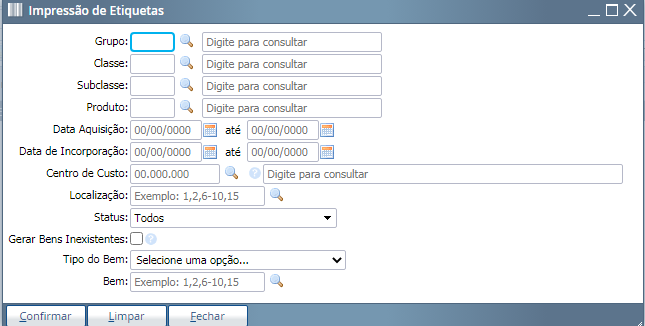 Impressão de Etiquetas
Grupo: Digite para consultar
Classe: Digite para consultar
Subclasse: Digite para consultar
Produto: Digite para consultar
Data Aquisição: 00/00/0000 até 00/00/0000
Data de Incorporação: 00/00/0000 até 00/00/0000
Centro de Custo: 00.000.000 ? Digite para consultar
Localização: Exemplo: 1,2,6-10,15
Status: Todos
Gerar Bens Inexistentes: ?
Tipo do Bem: Selecione uma opção...
Bem: Exemplo: 1,2,6-10,15
Confirmar Limpar Fechar